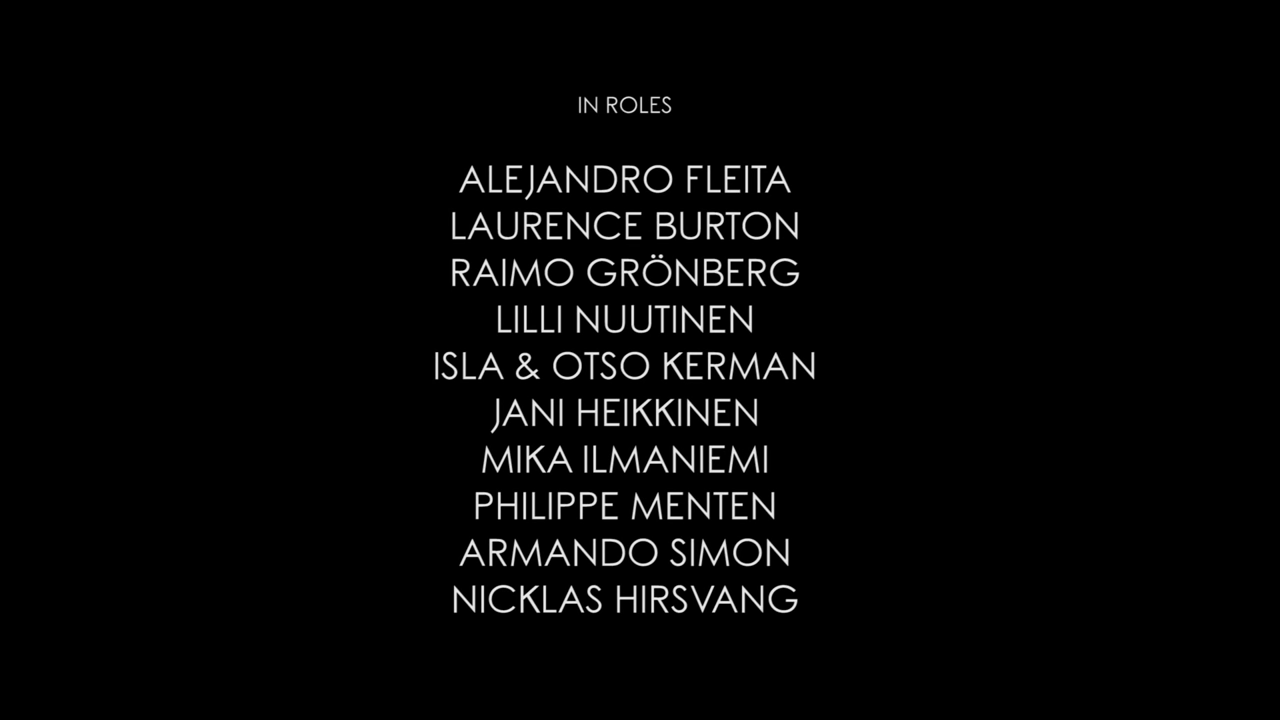 IN ROLES
ALEJANDRO FLEITA
LAURENCE BURTON
RAIMO GRÖNBERG
LILLI NUUTINEN
ISLA & OTSO KERMAN
JANI HEIKKINEN
MIKA ILMANIEMI
PHILIPPE MENTEN
ARMANDO SIMON
NICKLAS HIRSVANG